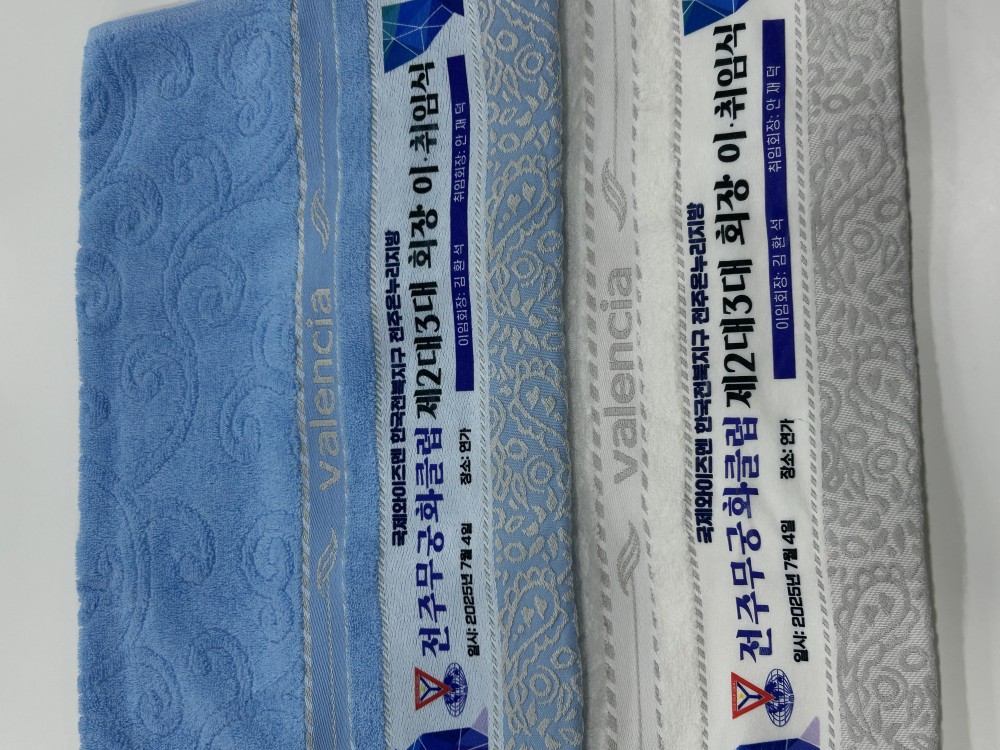 valencia
국제와이즈멘 한국전북지구 전주온누리지방
전주무궁화클럽 제2대3대 회장 이·취임식
일시: 2025년 7월 4일 장소: 연가 이임회장: 김 환 석 취임회장: 안 재 덕
valencia
국제와이즈멘 한국전북지구 전주온누리지방
전주무궁화클럽 제2대3대 회장 이·취임식
일시: 2025년 7월 4일 장소: 연가 이임회장: 김 환 석 취임회장: 안 재 덕